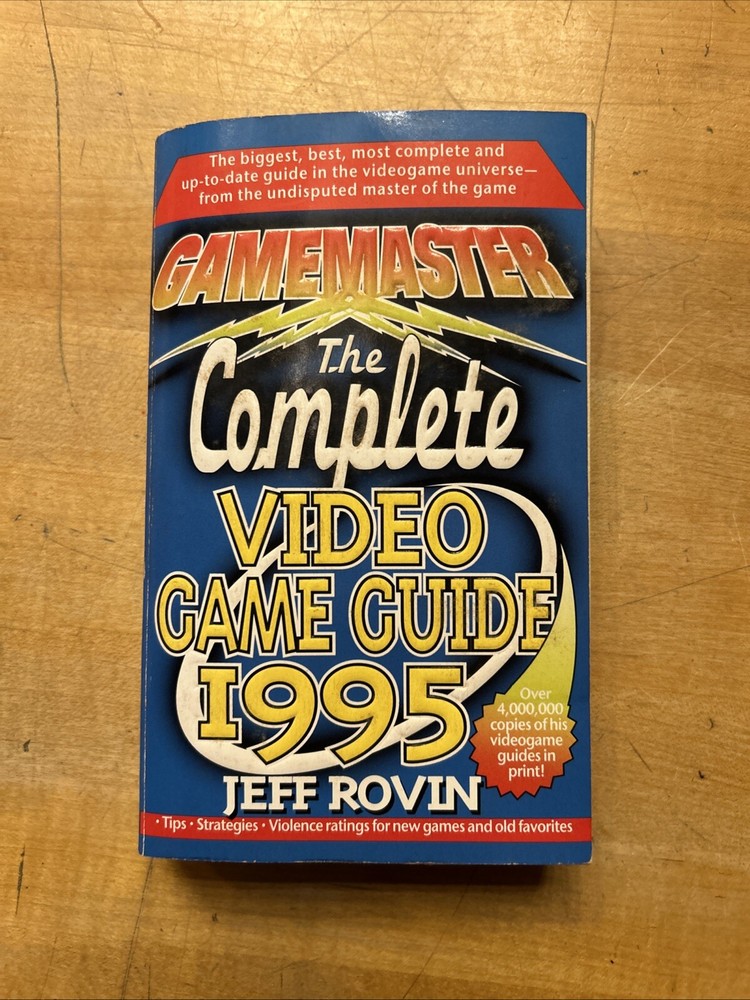 The biggest, best, most complete and
up-to-date guide in the videogame universe—
from the undisputed master of the game
GAMEMASTER
The
Complete
VIDEO
GAME GUIDE
1995
Over
4,000,000
copies of his
videogame
guides in
print!
JEFF ROVIN
• Tips • Strategies • Violence ratings for new games and old favorites